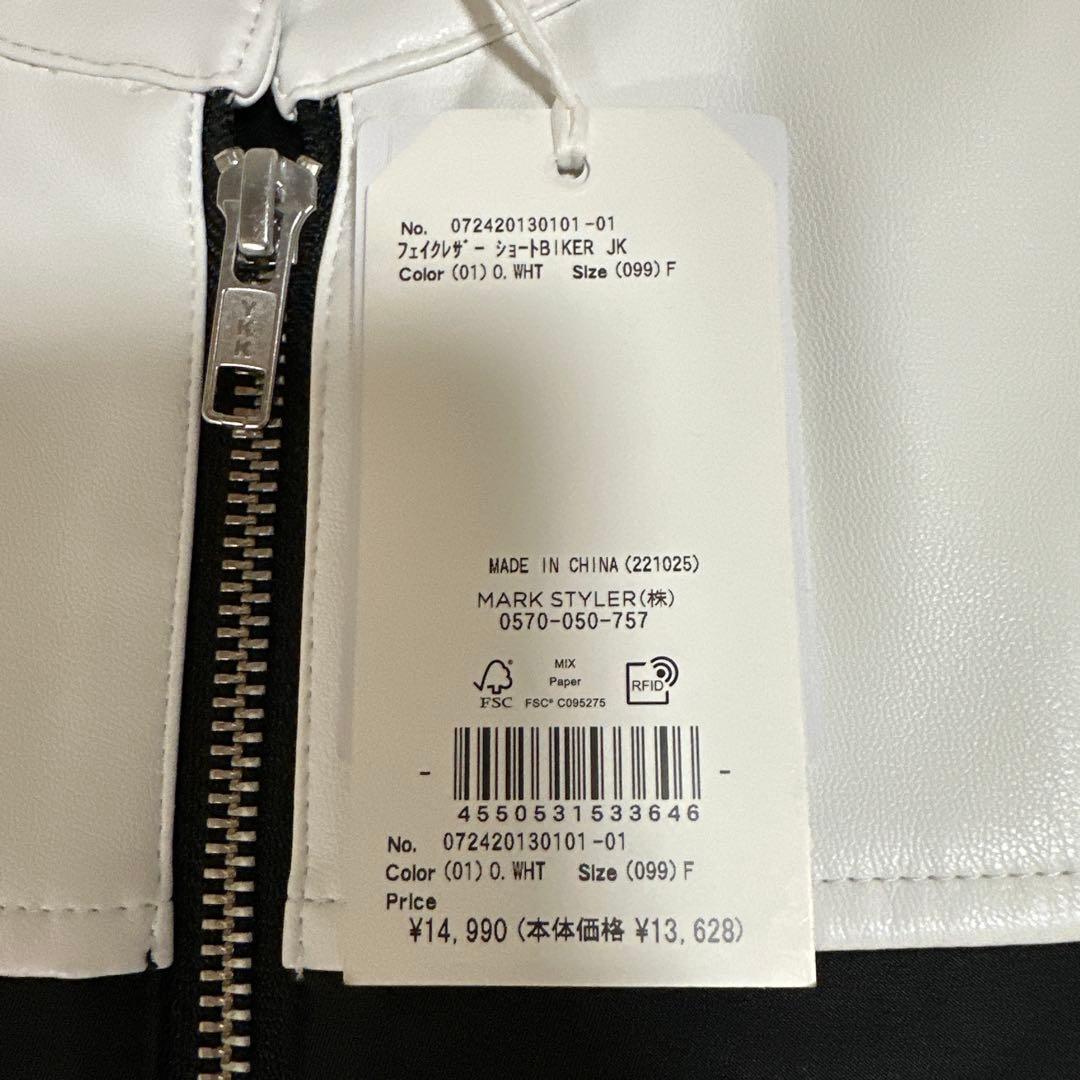 YKK
No. 072420130101-01
ﾌｪｲｸﾚｻﾞｰ ｼｮｰﾄBIKER JK
Color (01) O. WHT Size (099) F
MADE IN CHINA (221025)
MARK STYLER(株)
0570-050-757
FSC
MIX
Paper
FSC® C095275
RFID
- -
4550531533646
No. 072420130101-01
Color (01) O. WHT Size (099) F
Price
¥14,990 (本体価格 ¥13,628)